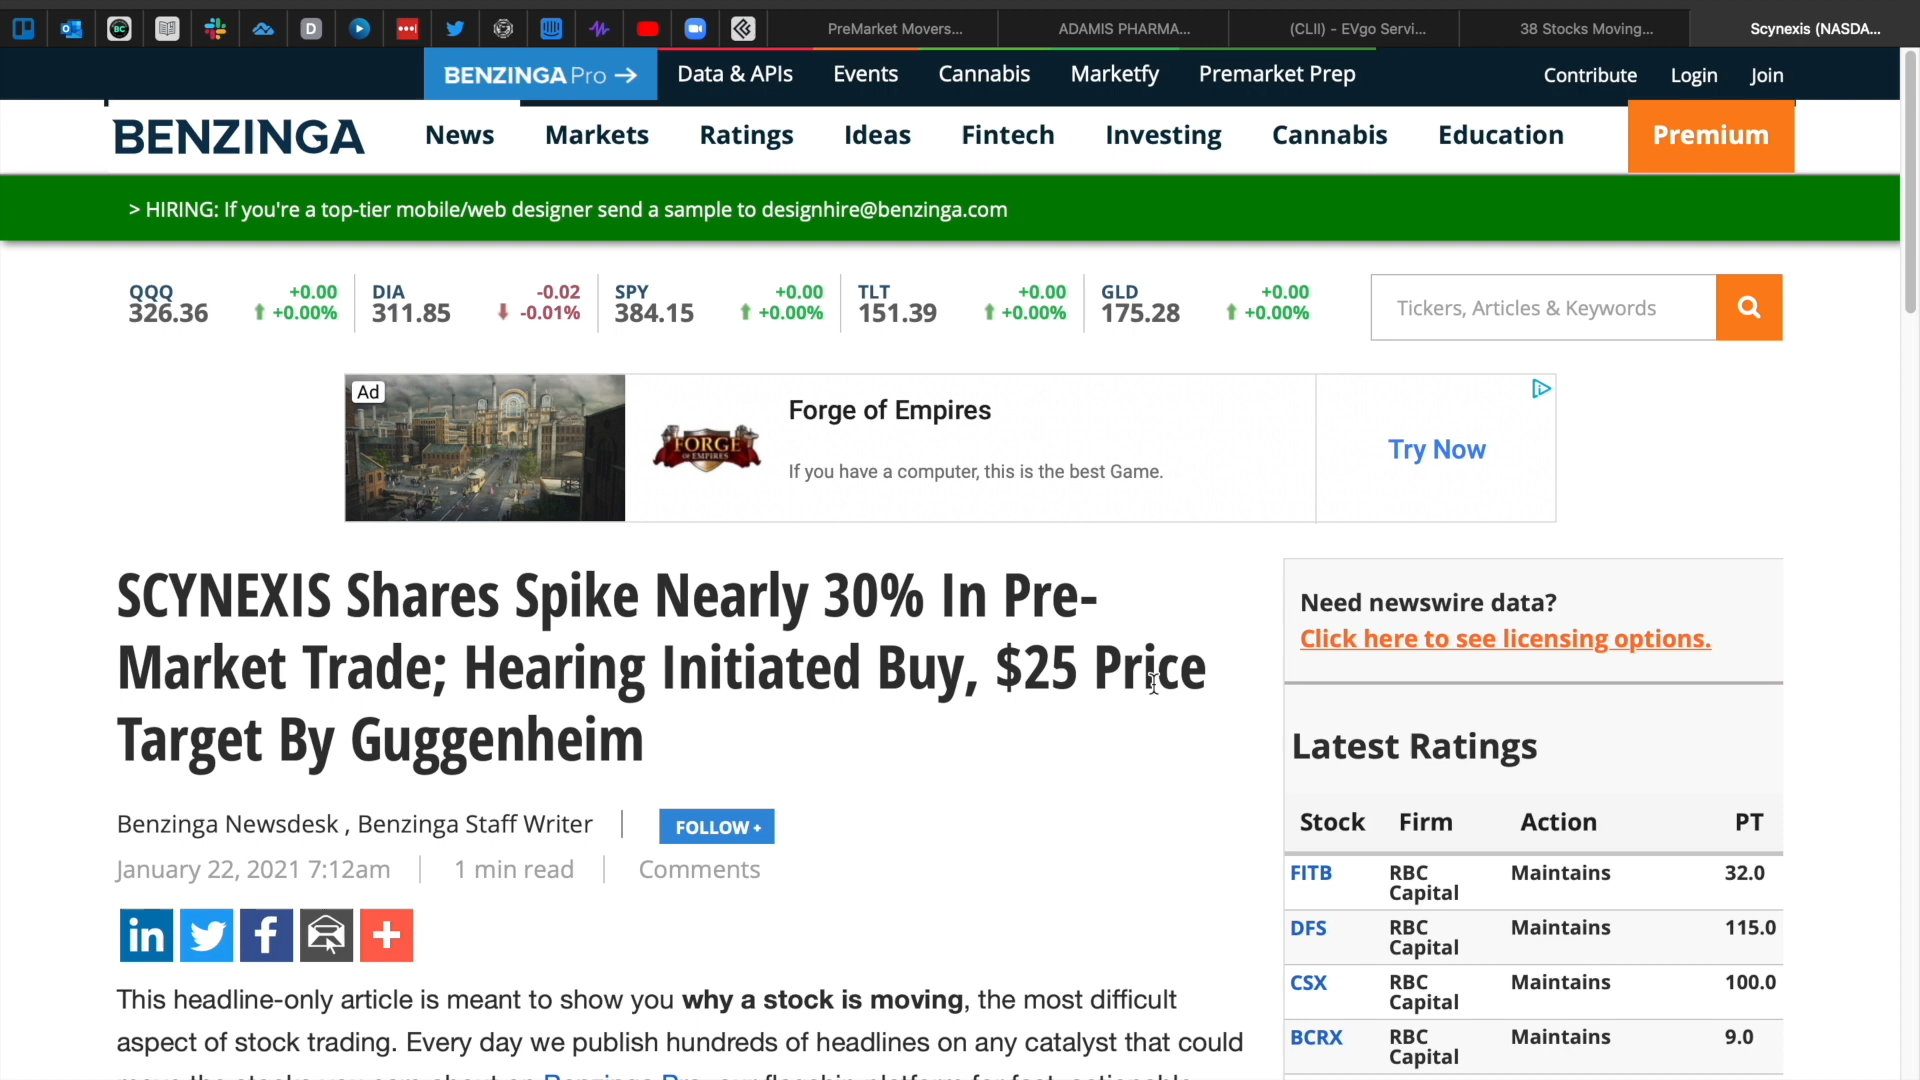 BC
D
PreMarket Movers...
ADAMIS PHARMA...
(CLII) - EVgo Servi...
38 Stocks Moving...
Scynexis (NASDA...
BENZINGA Pro →
Data & APIs
Events
Cannabis
Marketfy
Premarket Prep
Contribute
Login
Join
BENZINGA
News
Markets
Ratings
Ideas
Fintech
Investing
Cannabis
Education
Premium
> HIRING: If you're a top-tier mobile/web designer send a sample to designhire@benzinga.com
QQQ +0.00
326.36 +0.00%
DIA -0.02
311.85 -0.01%
SPY +0.00
384.15 +0.00%
TLT +0.00
151.39 +0.00%
GLD +0.00
175.28 +0.00%
Tickers, Articles & Keywords
Ad
FORGE
OF EMPIRES
Forge of Empires
If you have a computer, this is the best Game.
Try Now
SCYNEXIS Shares Spike Nearly 30% In Pre-
Market Trade; Hearing Initiated Buy, $25 Price
Target By Guggenheim
Benzinga Newsdesk , Benzinga Staff Writer
FOLLOW +
January 22, 2021 7:12am
1 min read
Comments
in
f
This headline-only article is meant to show you why a stock is moving, the most difficult
aspect of stock trading. Every day we publish hundreds of headlines on any catalyst that could
Need newswire data?
Click here to see licensing options.
Latest Ratings
Stock Firm Action PT
FITB RBC Capital Maintains 32.0
DFS RBC Capital Maintains 115.0
CSX RBC Capital Maintains 100.0
BCRX RBC Capital Maintains 9.0